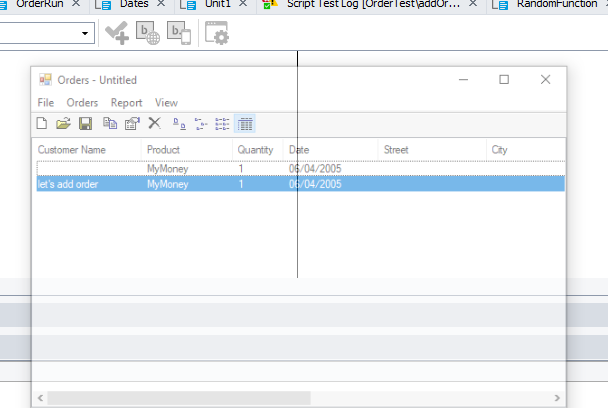 OrderRun Dates Unit1 Script Test Log [OrderTest\addOr... RandomFunction
Orders - Untitled
File Orders Report View
Customer Name Product Quantity Date Street City
MyMoney 1 06/04/2005
let's add order MyMoney 1 06/04/2005